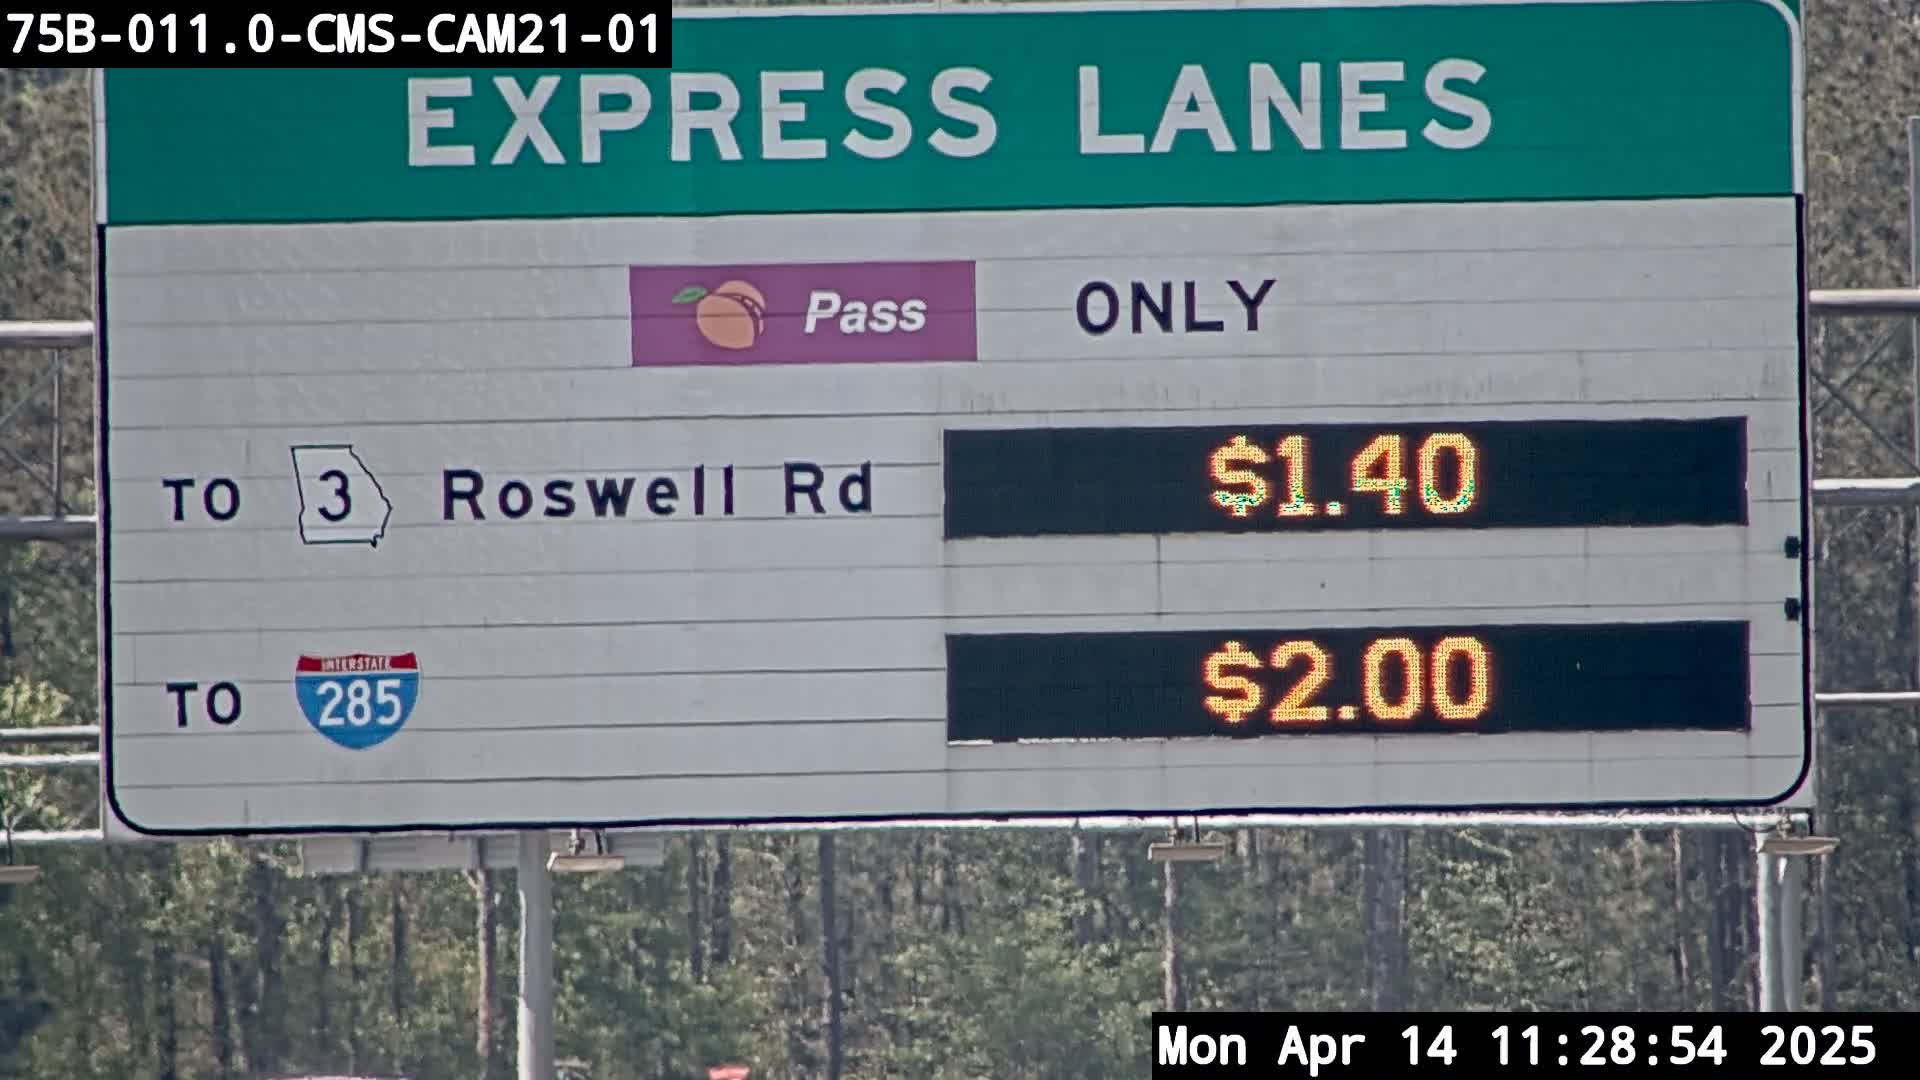 75B-011.0-CMS-CAM21-01
EXPRESS LANES
Pass ONLY
TO 3 Roswell Rd $1.40
TO INTERSTATE 285 $2.00
Mon Apr 14 11:28:54 2025